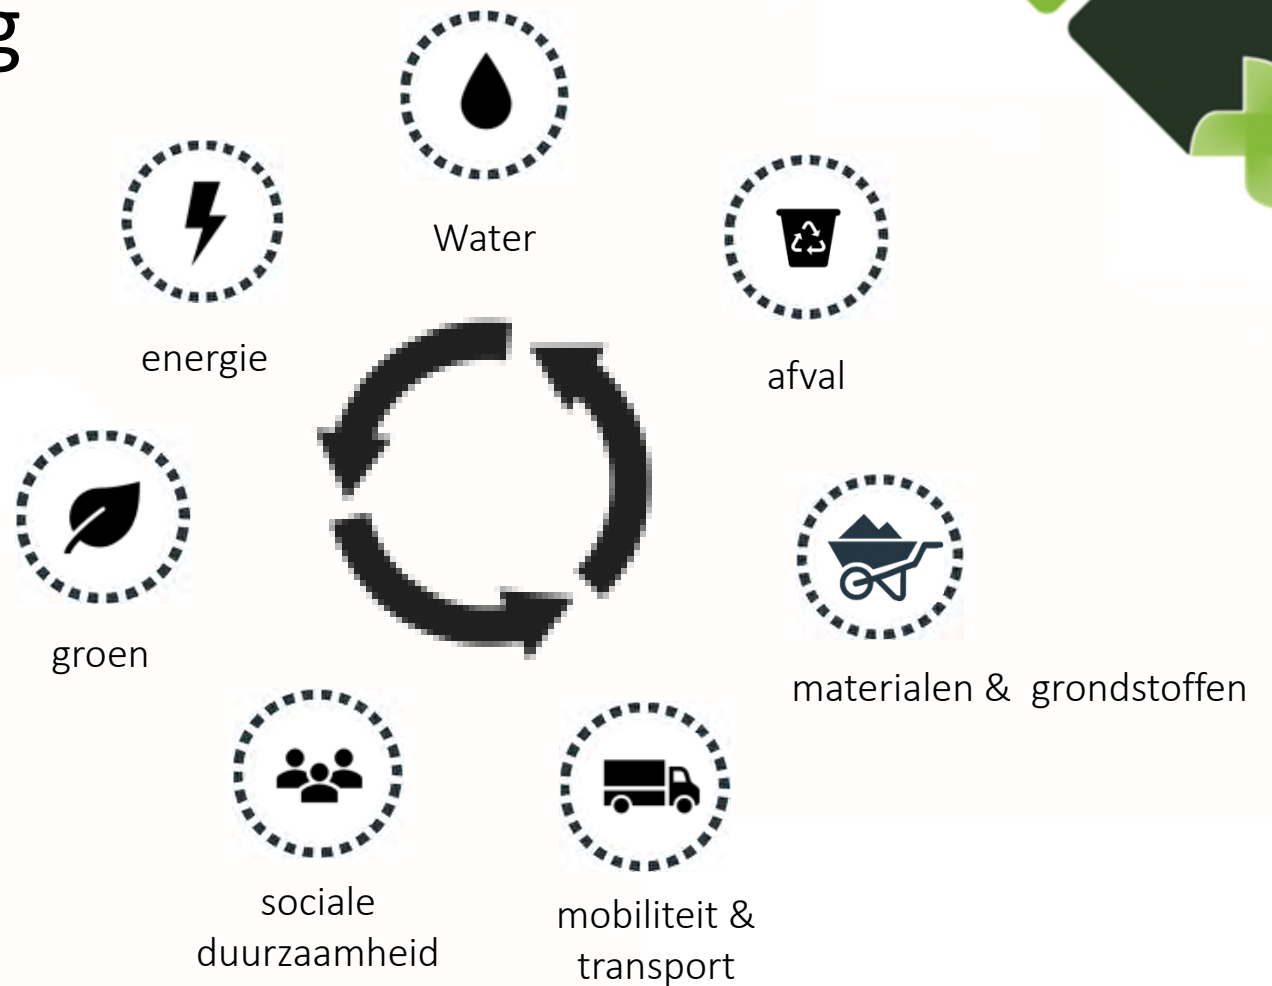 g
Water
energie
afval
groen
materialen & grondstoffen
sociale
duurzaamheid
mobiliteit &
transport